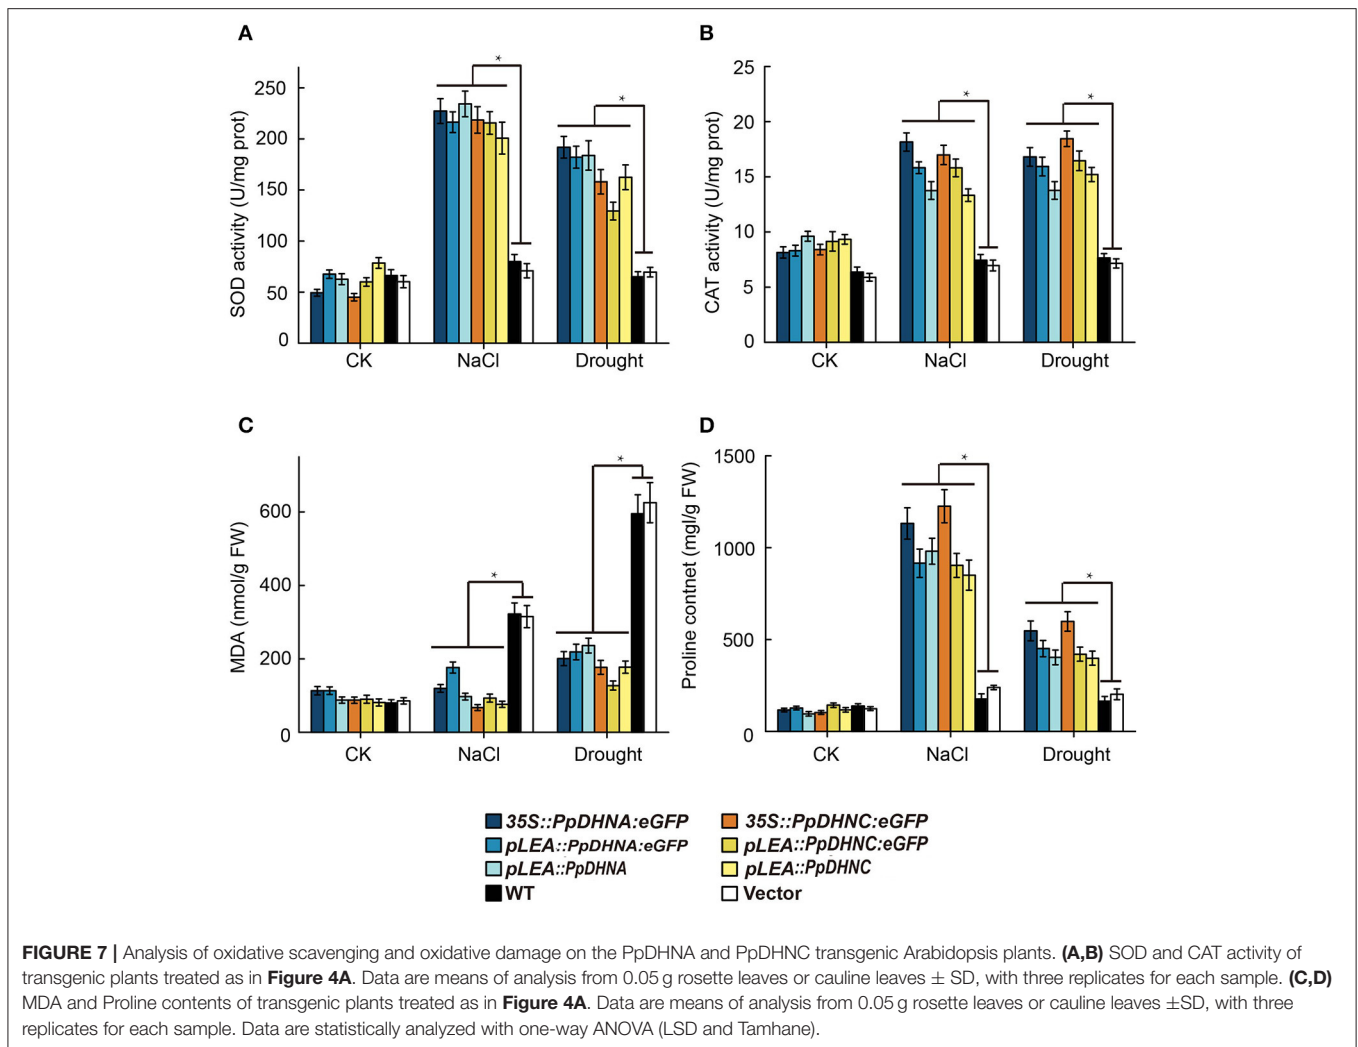 A
SOD activity (U/mg prot)
250
200
150
100
50
0
*
*
CK NaCl Drought
B
CAT activity (U/mg prot)
25
20
15
10
5
0
*
*
CK NaCl Drought
C
MDA (nmol/g FW)
600
400
200
0
*
*
CK NaCl Drought
D
Proline contnet (mgl/g FW)
1500
1000
500
0
*
*
CK NaCl Drought
35S::PpDHNA:eGFP
pLEA::PpDHNA:eGFP
pLEA::PpDHNA
WT
35S::PpDHNC:eGFP
pLEA::PpDHNC:eGFP
pLEA::PpDHNC
Vector
FIGURE 7 | Analysis of oxidative scavenging and oxidative damage on the PpDHNA and PpDHNC transgenic Arabidopsis plants. (A,B) SOD and CAT activity of
transgenic plants treated as in Figure 4A. Data are means of analysis from 0.05 g rosette leaves or cauline leaves ± SD, with three replicates for each sample. (C,D)
MDA and Proline contents of transgenic plants treated as in Figure 4A. Data are means of analysis from 0.05 g rosette leaves or cauline leaves ±SD, with three
replicates for each sample. Data are statistically analyzed with one-way ANOVA (LSD and Tamhane).